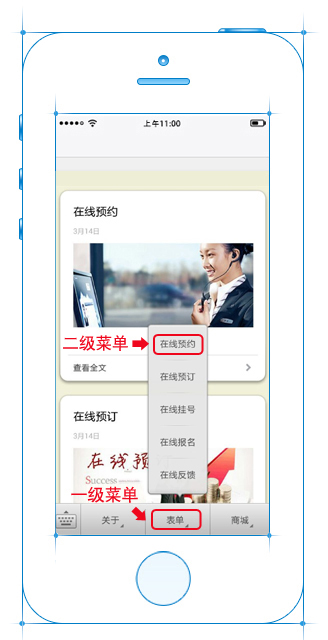 上午11:00
在线预约
3月14日
二级菜单
在线预约
查看全文
在线预订
在线挂号
在线预订
3月14日
在线报名
在线预
Success
在线反馈
一级菜单
关于
表单
商城